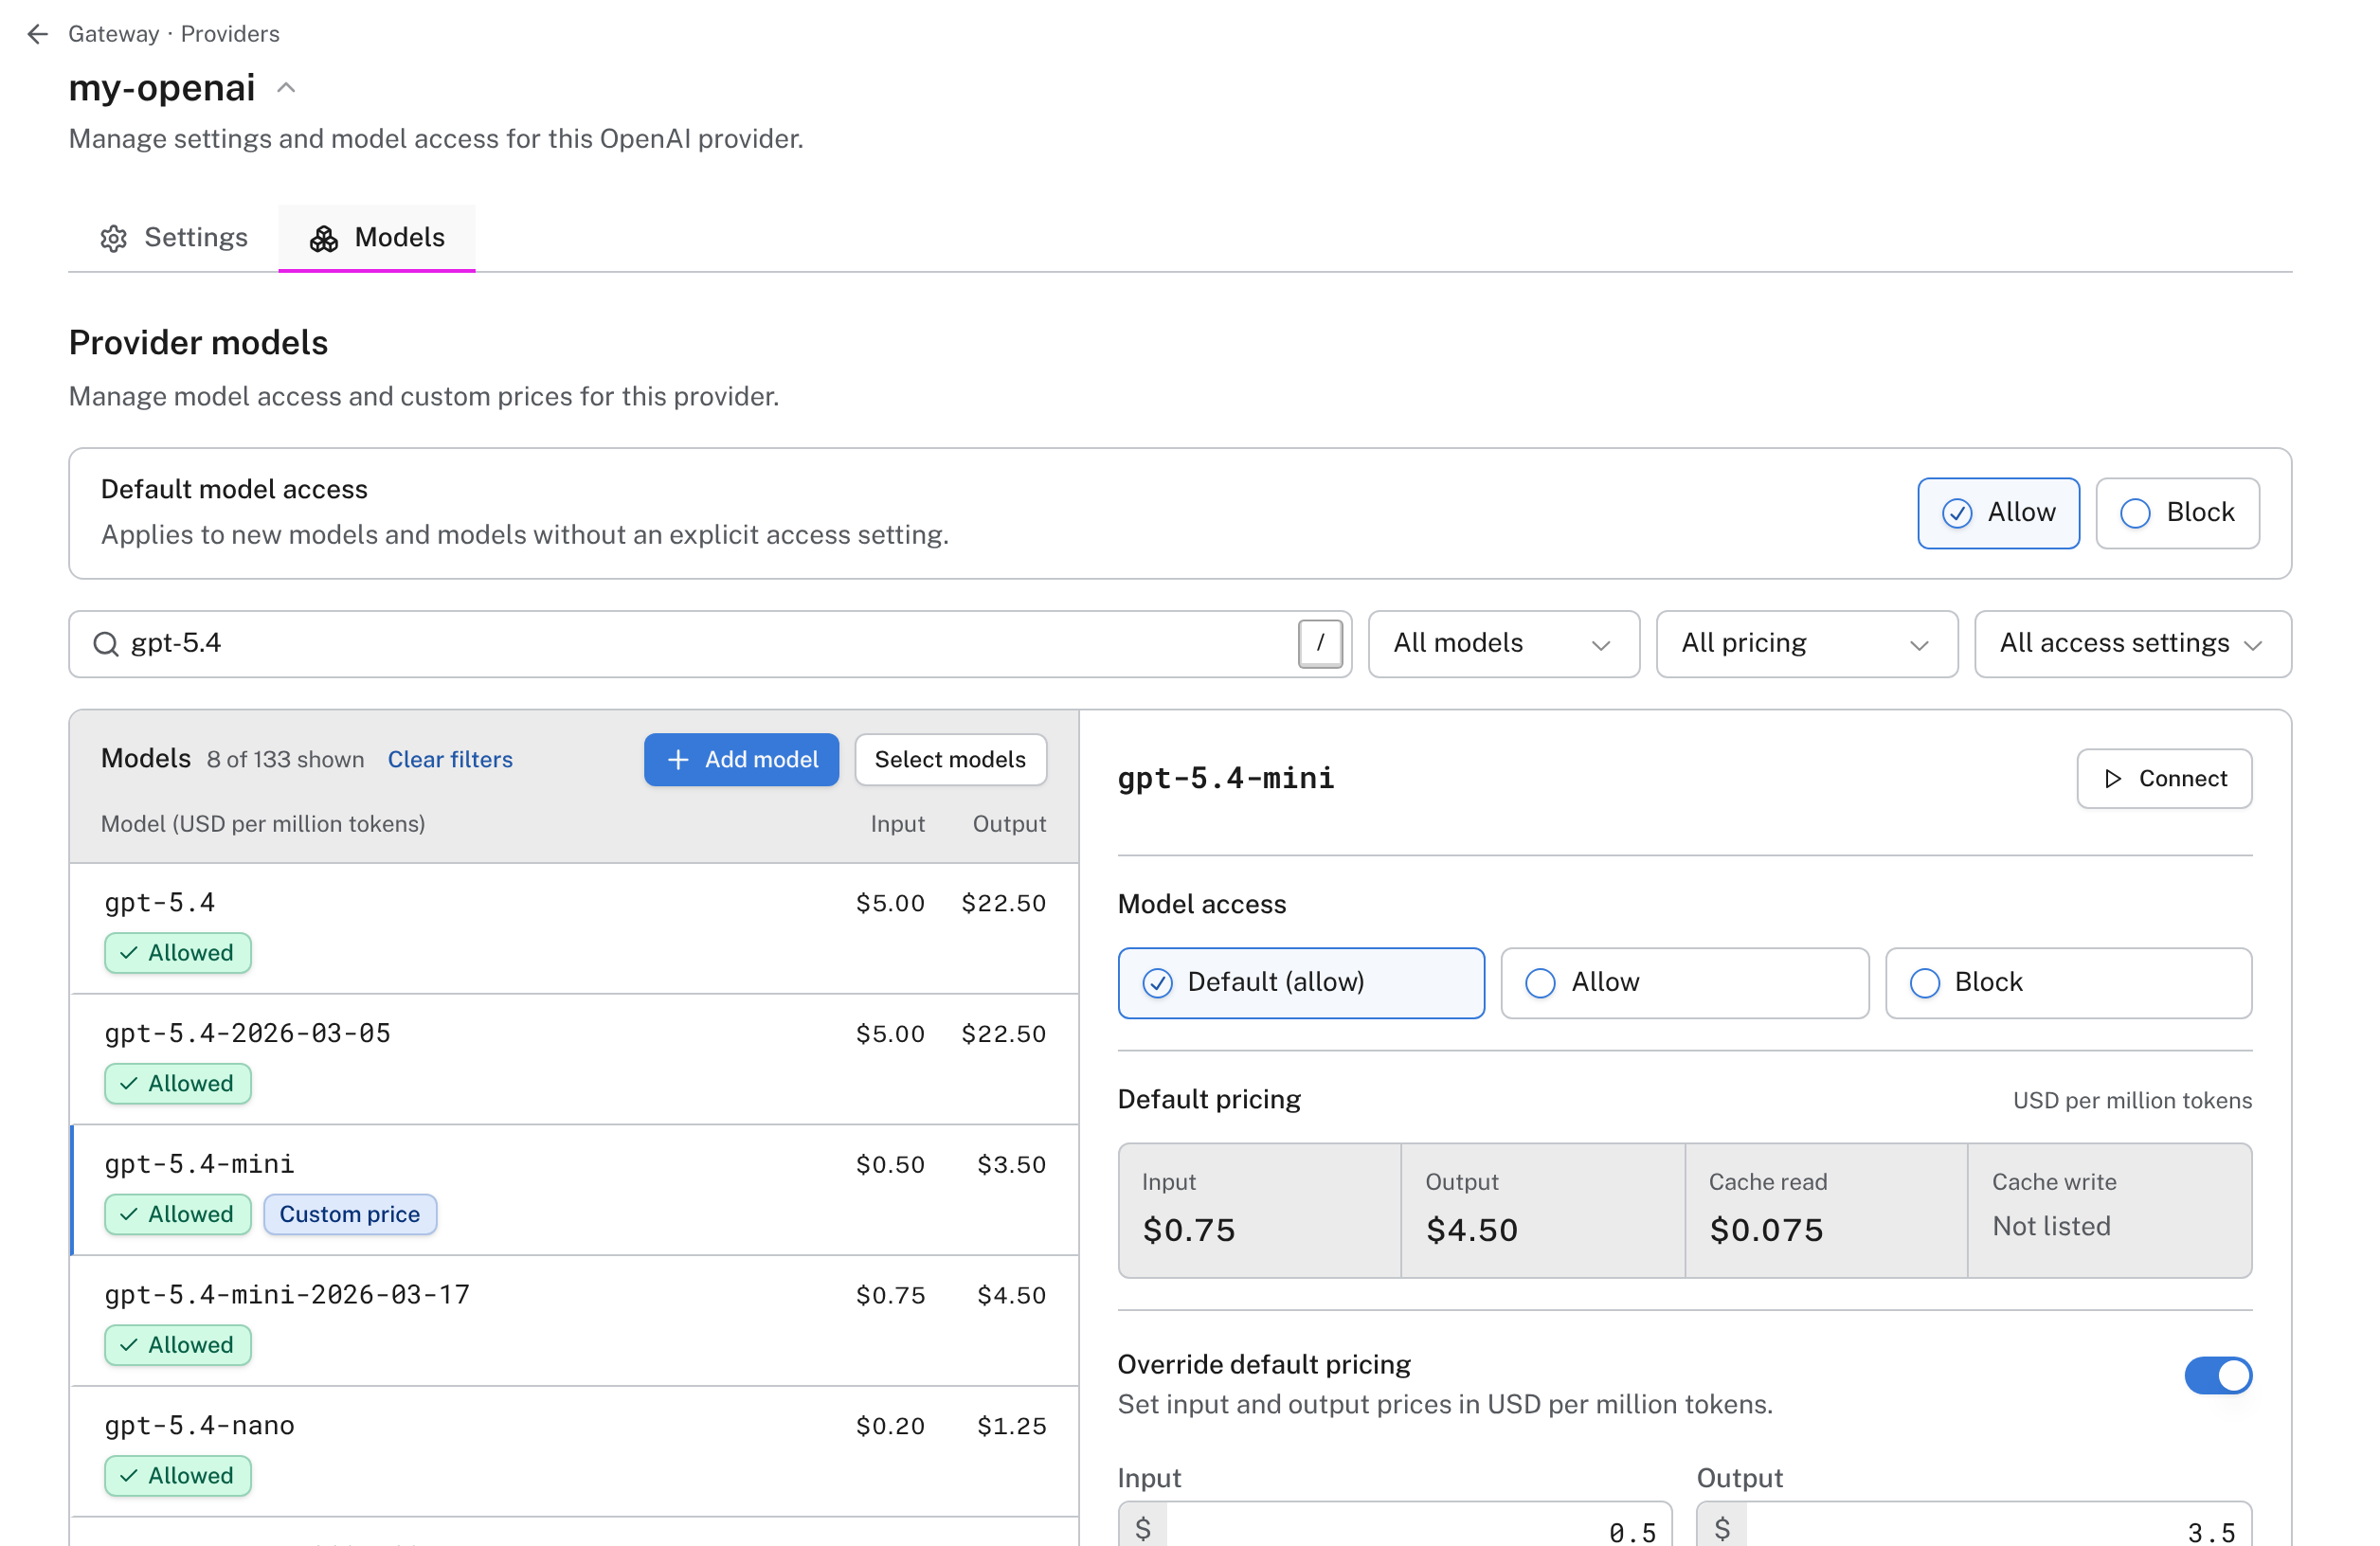 Gateway · Providers
my-openai
Manage settings and model access for this OpenAI provider.
Settings
Models
Provider models
Manage model access and custom prices for this provider.
Default model access
Applies to new models and models without an explicit access setting.
Allow
Block
gpt-5.4
/
All models
All pricing
All access settings
Models 8 of 133 shown Clear filters
+ Add model
Select models
Model (USD per million tokens) Input Output
gpt-5.4 $5.00 $22.50
Allowed
gpt-5.4-2026-03-05 $5.00 $22.50
Allowed
gpt-5.4-mini $0.50 $3.50
Allowed Custom price
gpt-5.4-mini-2026-03-17 $0.75 $4.50
Allowed
gpt-5.4-nano $0.20 $1.25
Allowed
gpt-5.4-mini
Connect
Model access
Default (allow)
Allow
Block
Default pricing USD per million tokens
Input Output Cache read Cache write
$0.75 $4.50 $0.075 Not listed
Override default pricing
Set input and output prices in USD per million tokens.
Input Output
$ 0.5 $ 3.5